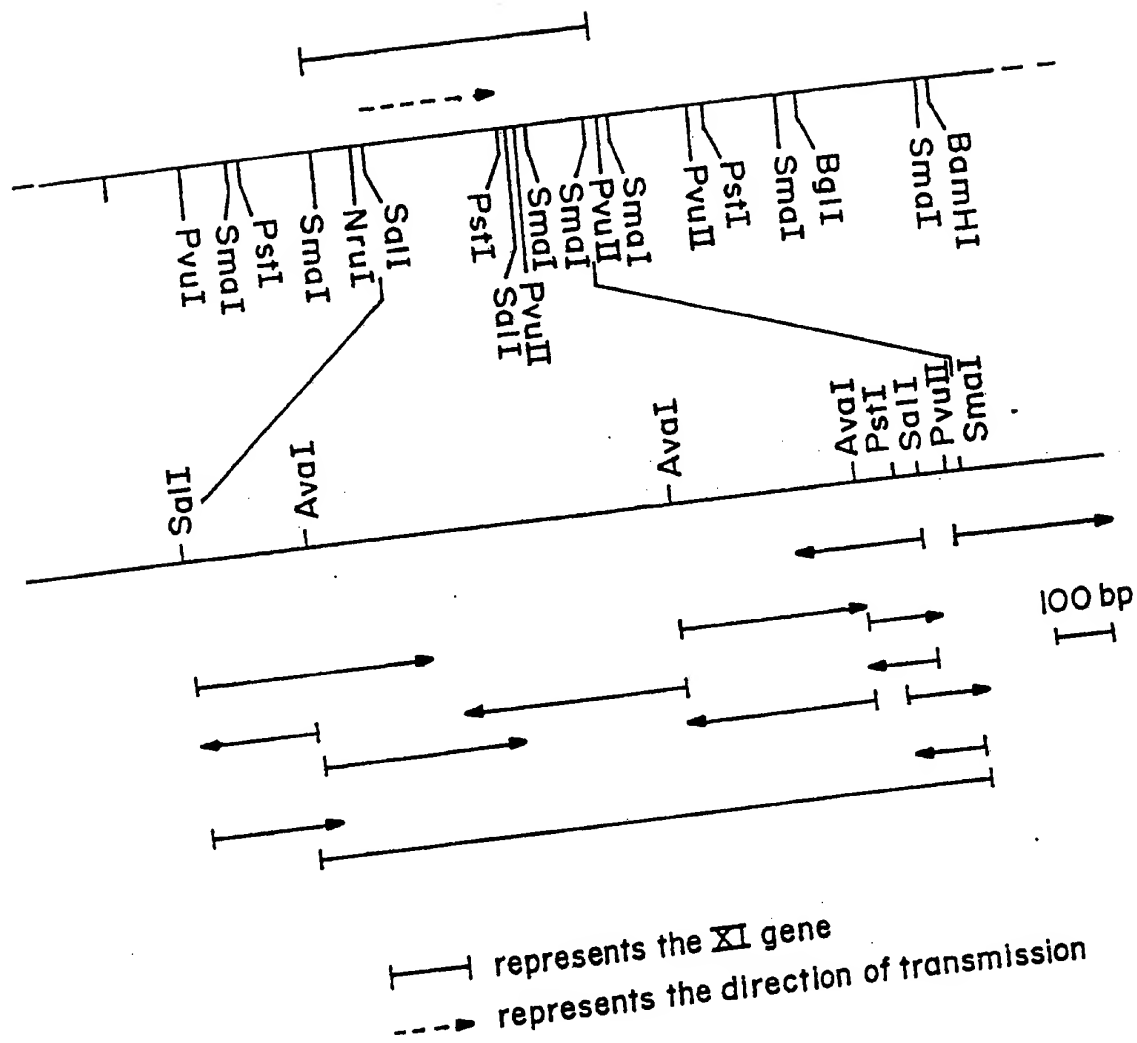 PvuI
SmaI
PstI
SmaI
NruI
SalI
PstI
SalI
PvuII
SmaI
SmaI
PvuII
SmaI
PvuII
PstI
SmaI
BglI
SmaI
BamHI
SalI
AvaI
AvaI
AvaI
PstI
SalI
PvuII
SmaI
100 bp
represents the XI gene
represents the direction of transmission